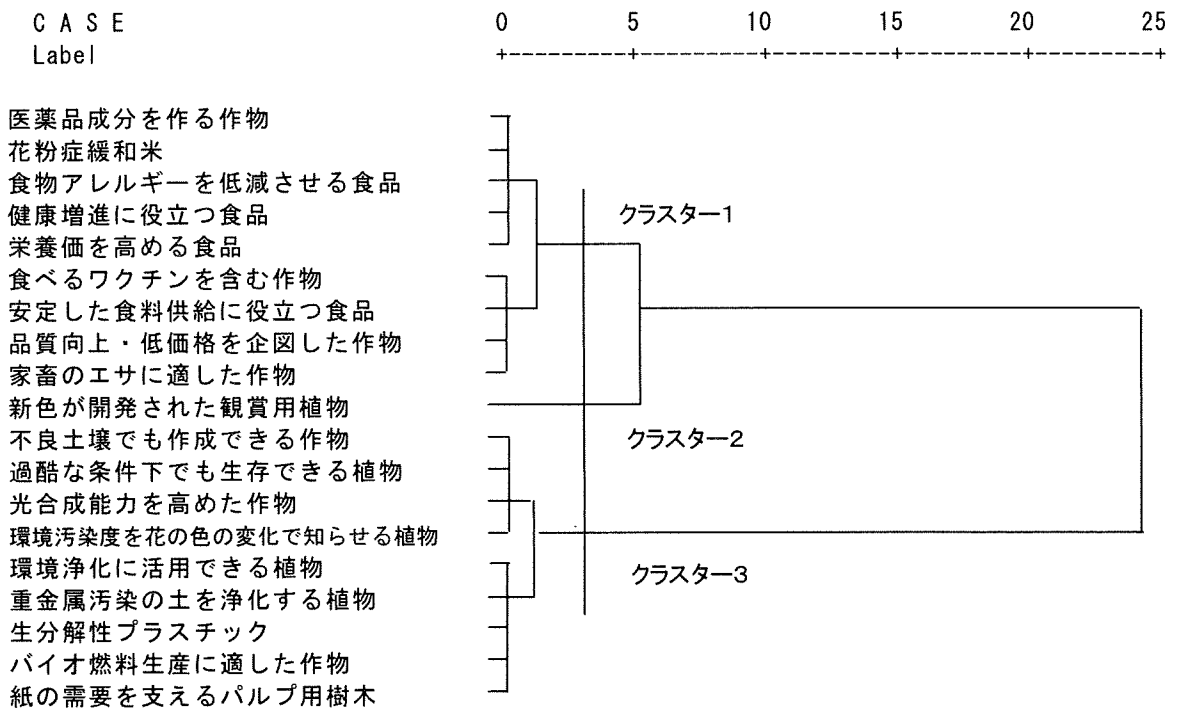 CASE 0 5 10 15 20 25
Label
医薬品成分を作る作物
花粉症緩和米
食物アレルギーを低減させる食品
健康増進に役立つ食品 クラスター1
栄養価を高める食品
食べるワクチンを含む作物
安定した食料供給に役立つ食品
品質向上・低価格を企図した作物
家畜のエサに適した作物
新色が開発された観賞用植物
不良土壌でも作成できる作物 クラスター2
過酷な条件下でも生存できる植物
光合成能力を高めた作物
環境汚染度を花の色の変化で知らせる植物
環境浄化に活用できる植物 クラスター3
重金属汚染の土を浄化する植物
生分解性プラスチック
バイオ燃料生産に適した作物
紙の需要を支えるパルプ用樹木